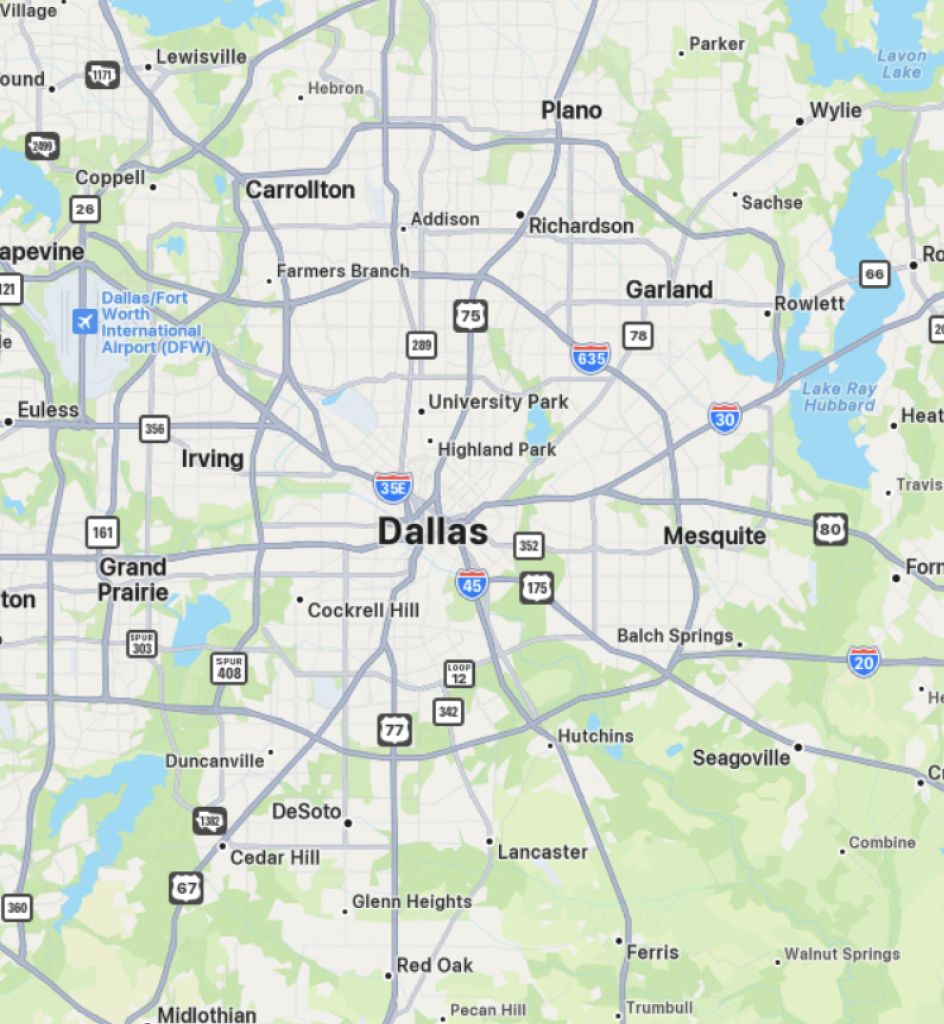 Village
Parker
Lewisville
Lavon
Lake
1171
ound
Hebron
Plano
Wylie
2499
Coppell
Carrollton
Sachse
26
Addison
Richardson
apevine
Ro
Farmers Branch
66
121
Garland
Dallas/Fort
Worth
International
Airport (DFW)
Rowlett
75
78
289
635
Lake Ray
Hubbard
University Park
Euless
30
Heat
356
Highland Park
Irving
Travis
35E
161
Dallas
Mesquite
80
352
Grand
Prairie
45
175
Forn
ton
Cockrell Hill
Balch Springs
SPUR
303
SPUR
408
LOOP
12
20
He
342
77
Hutchins
Duncanville
Seagoville
Cr
DeSoto
1382
Combine
Cedar Hill
Lancaster
67
360
Glenn Heights
Ferris
Walnut Springs
Red Oak
Midlothian
Pecan Hill
Trumbull